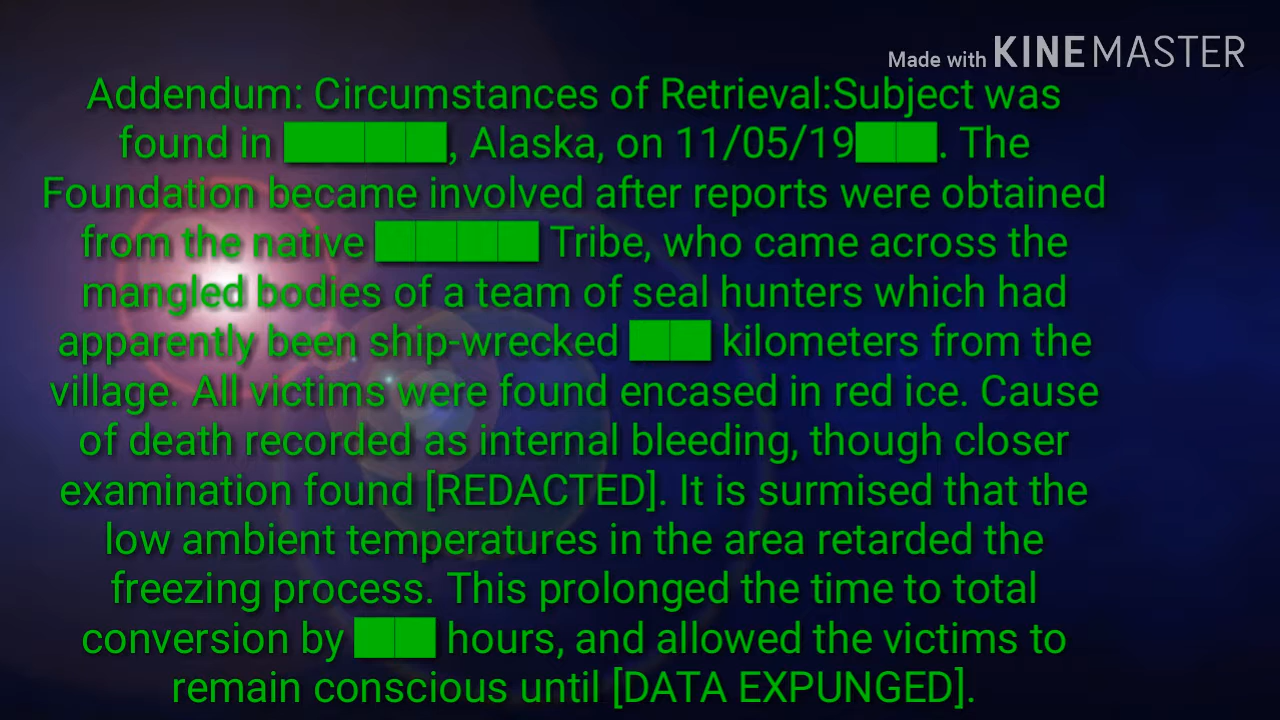 Made with KINEMASTER
Addendum: Circumstances of Retrieval:Subject was
found in ████, Alaska, on 11/05/19██. The
Foundation became involved after reports were obtained
from the native ████ Tribe, who came across the
mangled bodies of a team of seal hunters which had
apparently been ship-wrecked ██ kilometers from the
village. All victims were found encased in red ice. Cause
of death recorded as internal bleeding, though closer
examination found [REDACTED]. It is surmised that the
low ambient temperatures in the area retarded the
freezing process. This prolonged the time to total
conversion by ██ hours, and allowed the victims to
remain conscious until [DATA EXPUNGED].